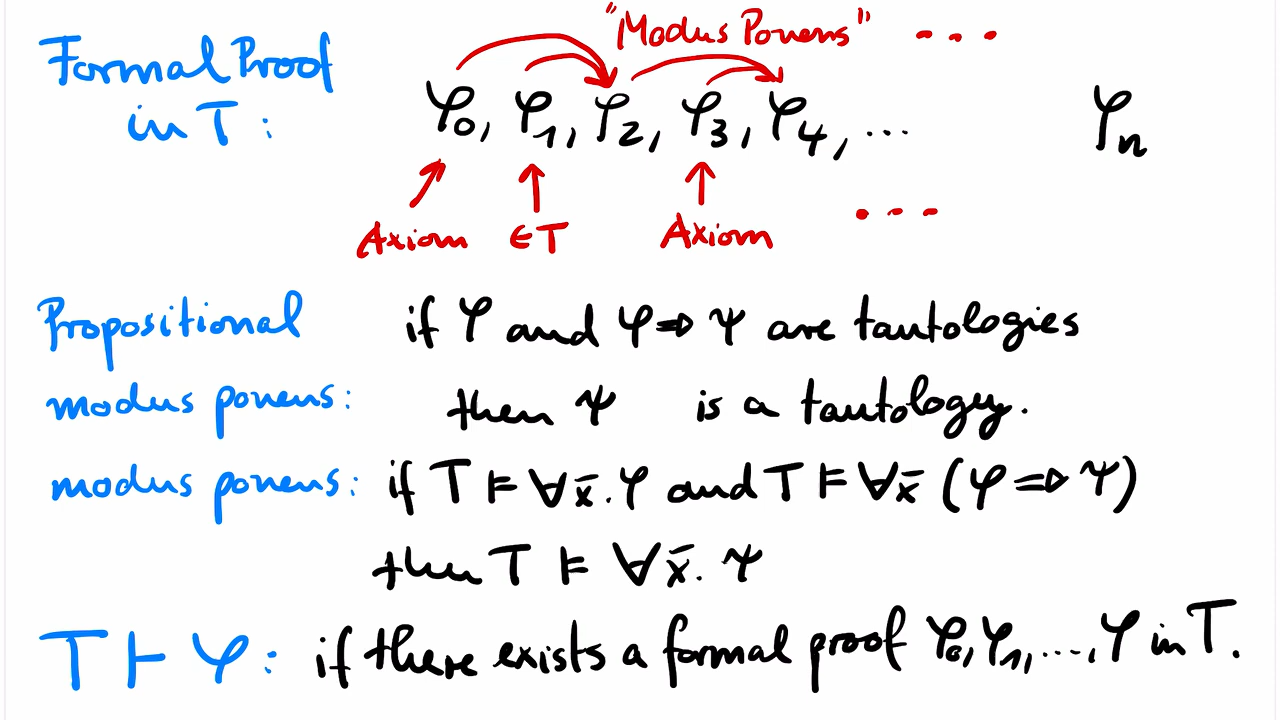 "Modus Ponens" ...
Formal Proof
in T :
φ₀, φ₁, φ₂, φ₃, φ₄, ... φₙ
Axiom ∈T Axiom ...
Propositional if φ and φ ⇒ ψ are tautologies
modus ponens: then ψ is a tautology.
modus ponens: if T ⊨ ∀x̄. φ and T ⊨ ∀x̄ (φ ⇒ ψ)
then T ⊨ ∀x̄. ψ
T ⊢ φ : if there exists a formal proof φ₀, φ₁, ..., φ in T.